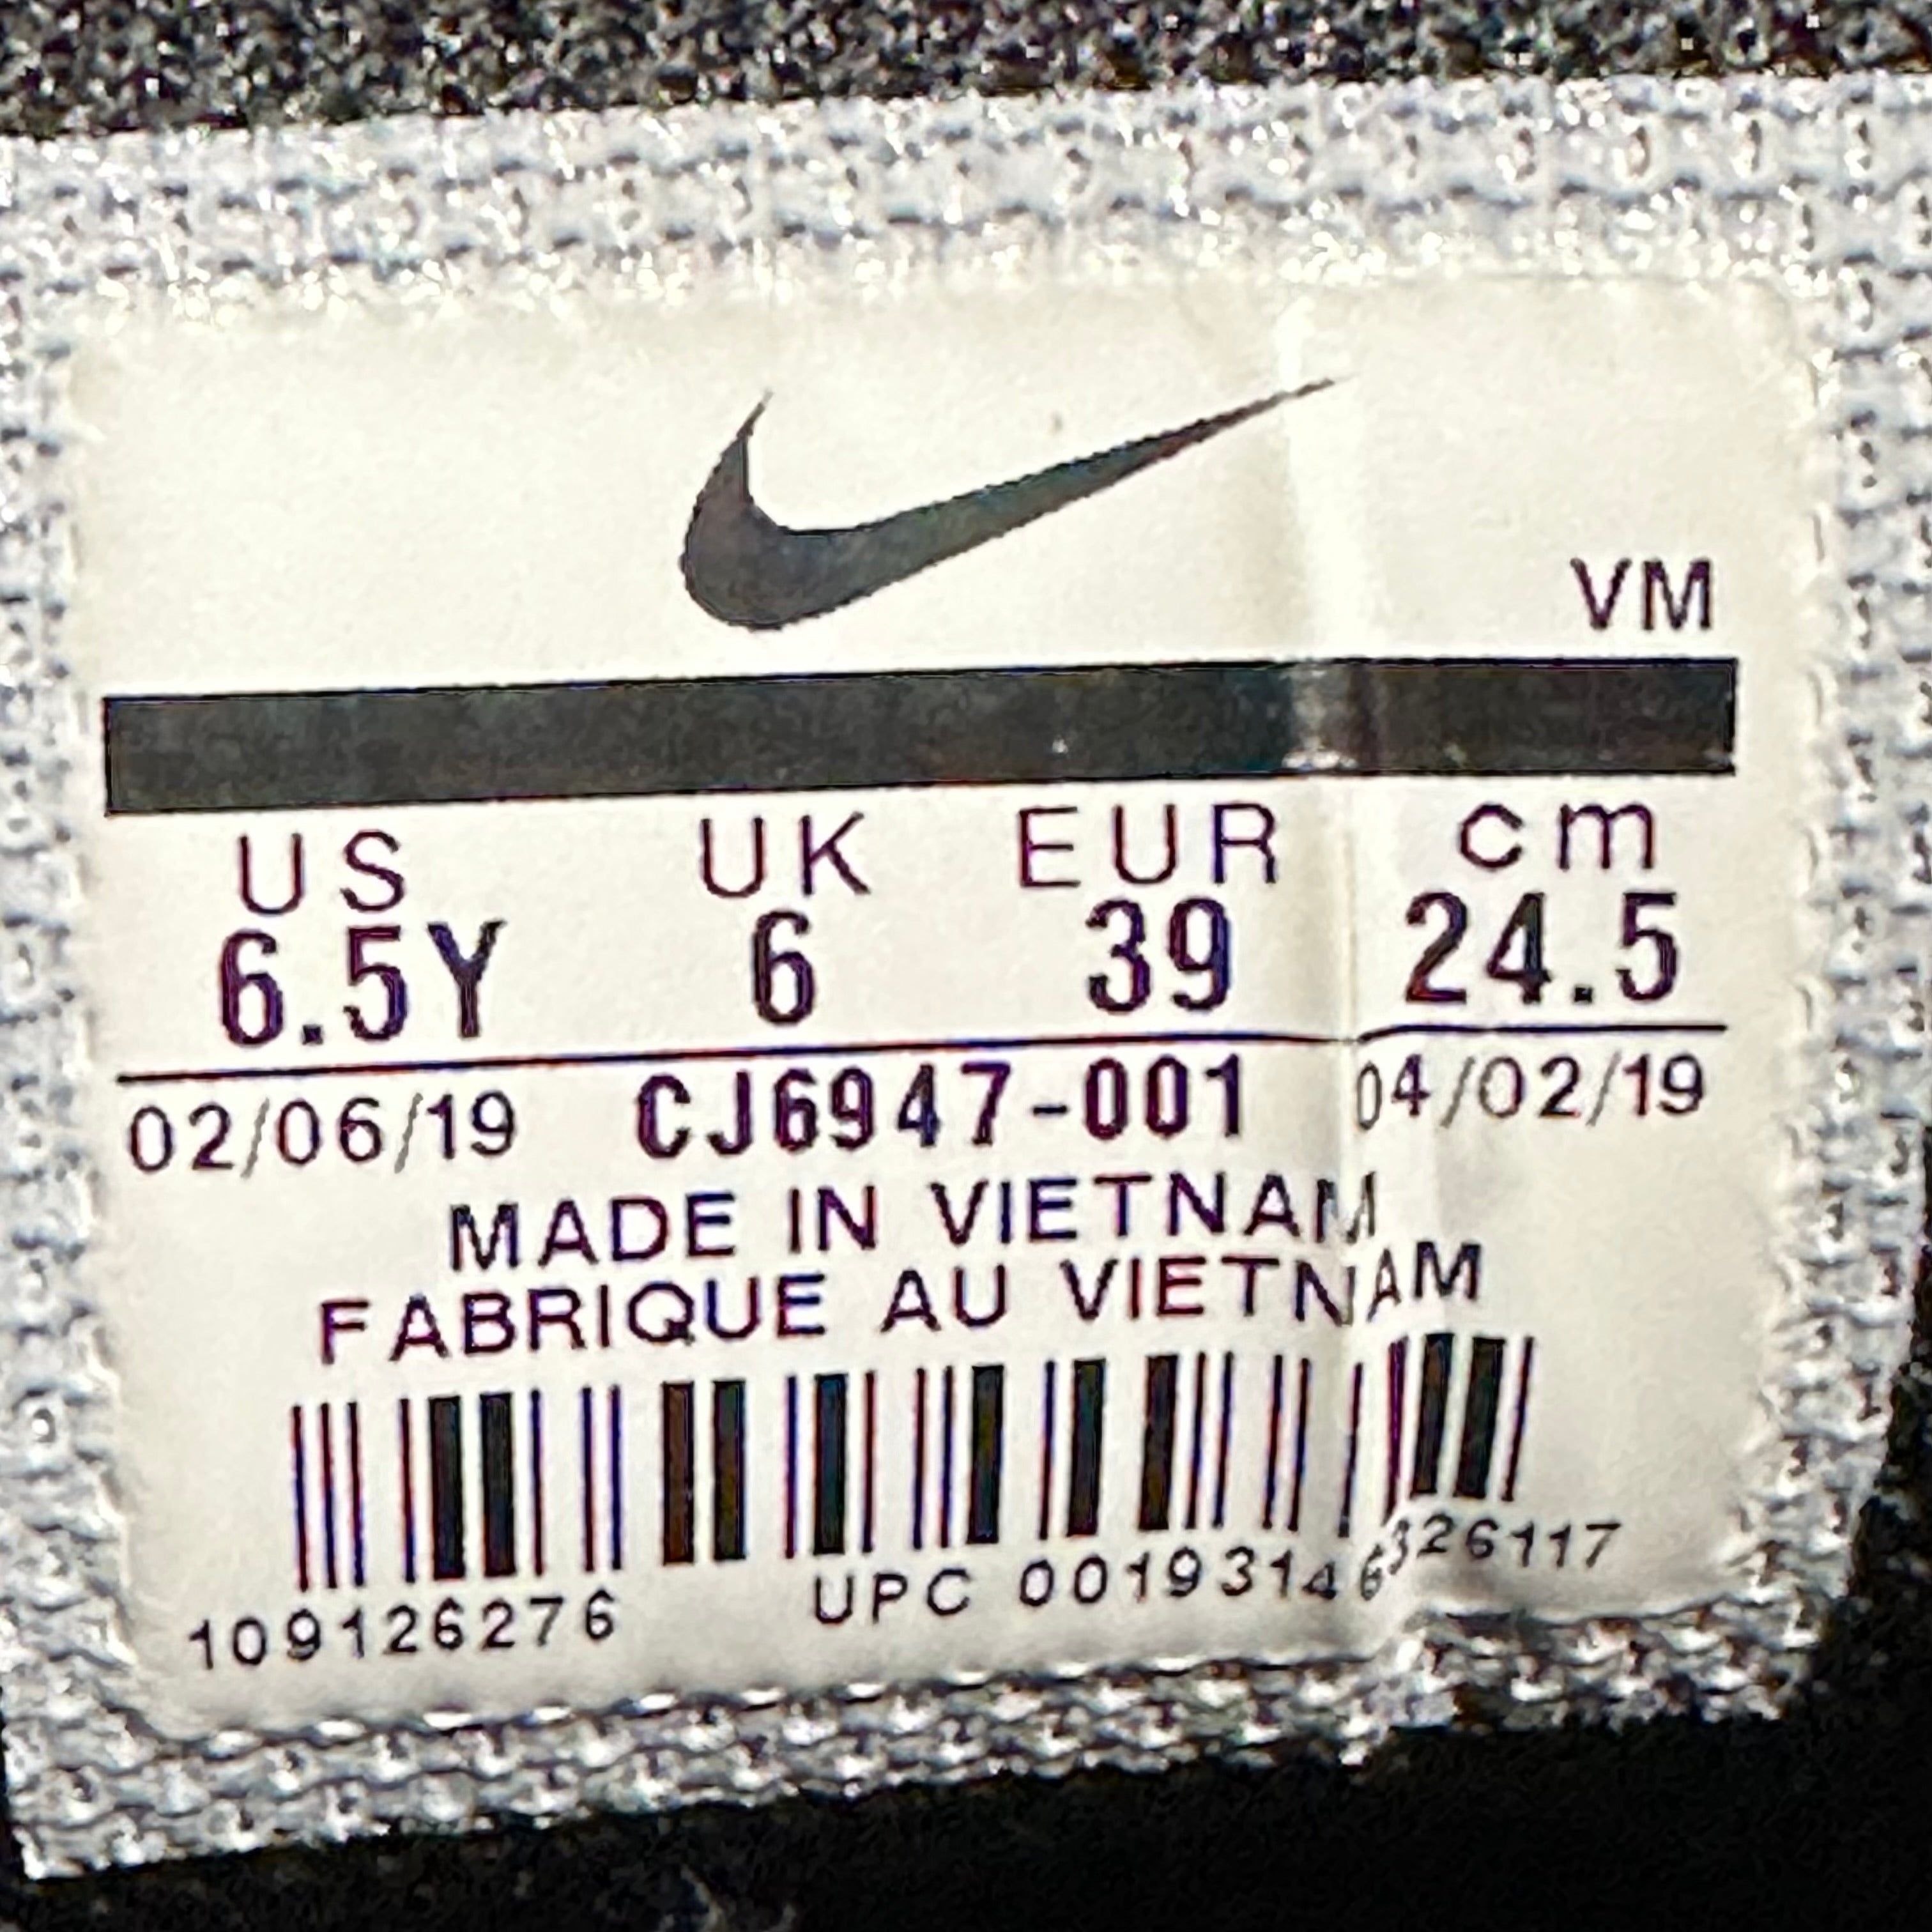 VM
US UK EUR cm
6.5Y 6 39 24.5
02/06/19 CJ6947-001 04/02/19
MADE IN VIETNAM
FABRIQUE AU VIETNAM
109126276 UPC 00193146326117